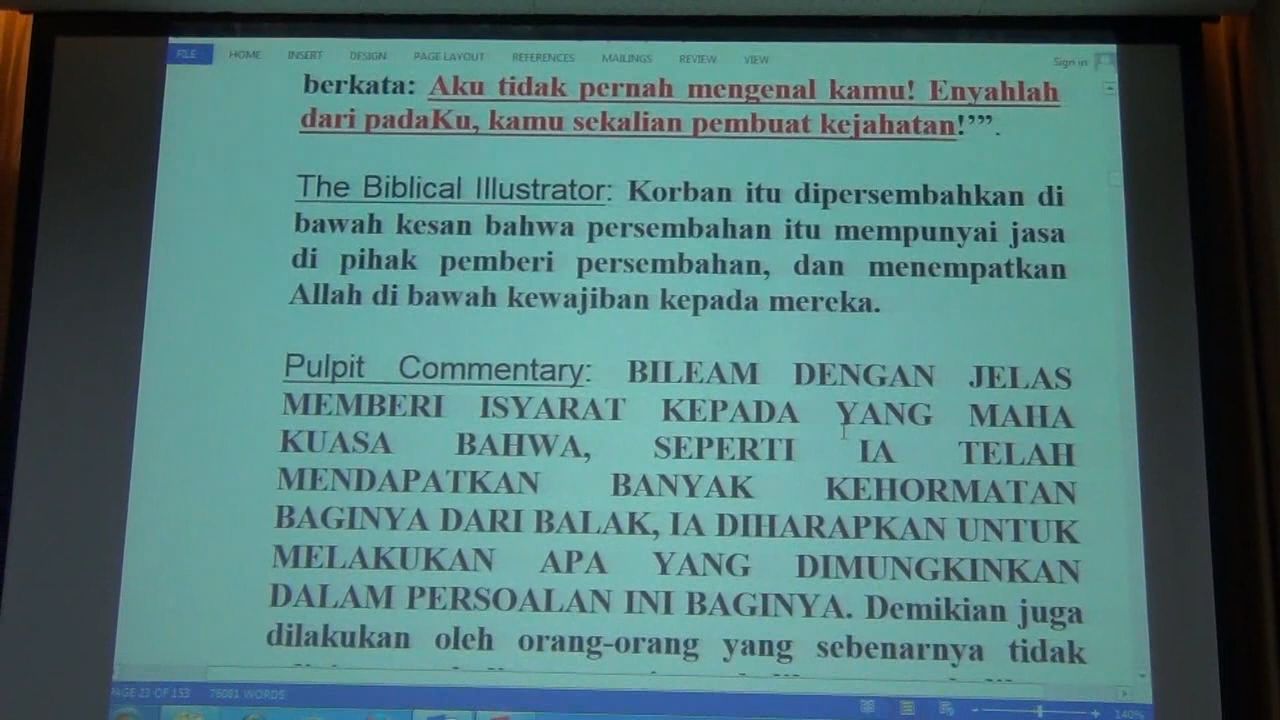 FILE HOME INSERT DESIGN PAGE LAYOUT REFERENCES MAILINGS REVIEW VIEW Sign in
berkata: Aku tidak pernah mengenal kamu! Enyahlah
dari padaKu, kamu sekalian pembuat kejahatan!’”.
The Biblical Illustrator: Korban itu dipersembahkan di
bawah kesan bahwa persembahan itu mempunyai jasa
di pihak pemberi persembahan, dan menempatkan
Allah di bawah kewajiban kepada mereka.
Pulpit Commentary: BILEAM DENGAN JELAS
MEMBERI ISYARAT KEPADA YANG MAHA
KUASA BAHWA, SEPERTI IA TELAH
MENDAPATKAN BANYAK KEHORMATAN
BAGINYA DARI BALAK, IA DIHARAPKAN UNTUK
MELAKUKAN APA YANG DIMUNGKINKAN
DALAM PERSOALAN INI BAGINYA. Demikian juga
dilakukan oleh orang-orang yang sebenarnya tidak
PAGE 23 OF 153 78081 WORDS 140%